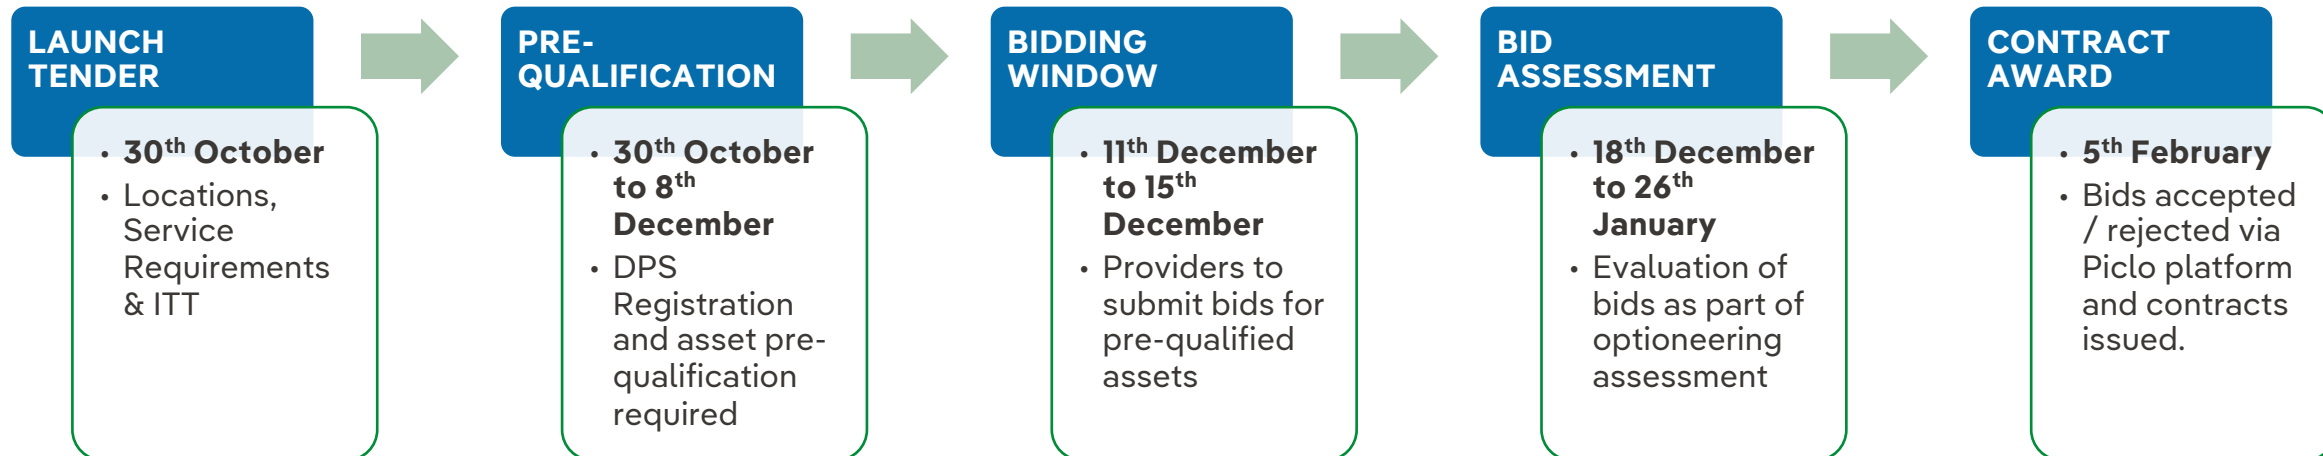 LAUNCH
TENDER
• 30th October
• Locations,
Service
Requirements
& ITT
PRE-
QUALIFICATION
• 30th October
to 8th
December
• DPS
Registration
and asset pre-
qualification
required
BIDDING
WINDOW
• 11th December
to 15th
December
• Providers to
submit bids for
pre-qualified
assets
BID
ASSESSMENT
• 18th December
to 26th
January
• Evaluation of
bids as part of
optioneering
assessment
CONTRACT
AWARD
• 5th February
• Bids accepted
/ rejected via
Piclo platform
and contracts
issued.